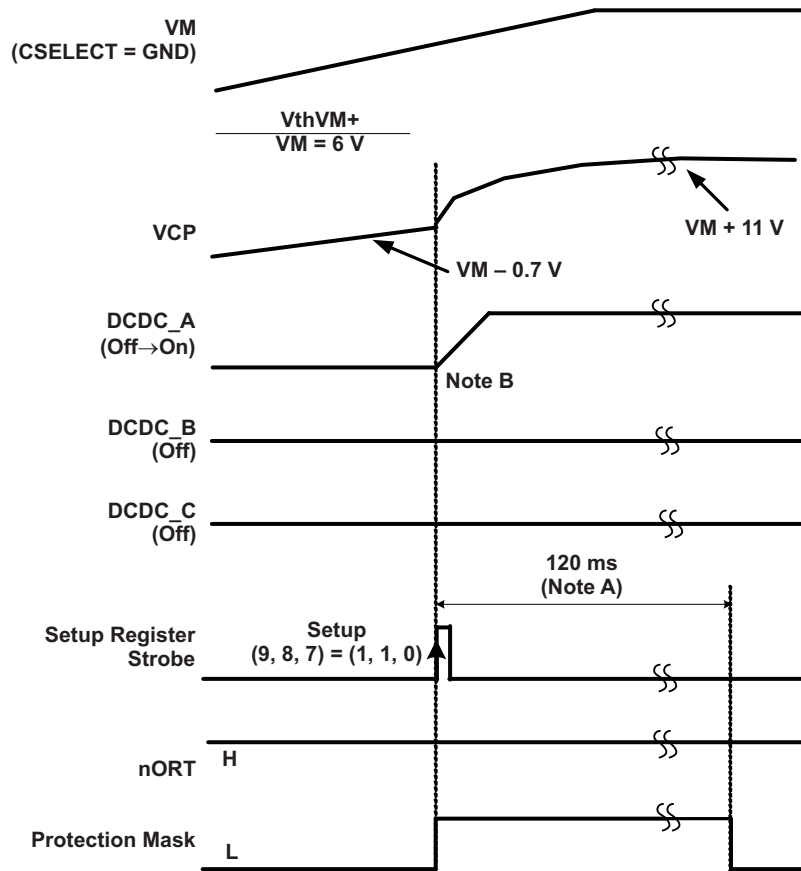 VM
(CSELECT = GND)
VthVM+
VM = 6 V
VCP
VM – 0.7 V
VM + 11 V
DCDC_A
(Off→On)
Note B
DCDC_B
(Off)
DCDC_C
(Off)
120 ms
(Note A)
Setup Register
Strobe
Setup
(9, 8, 7) = (1, 1, 0)
nORT
H
Protection Mask
L